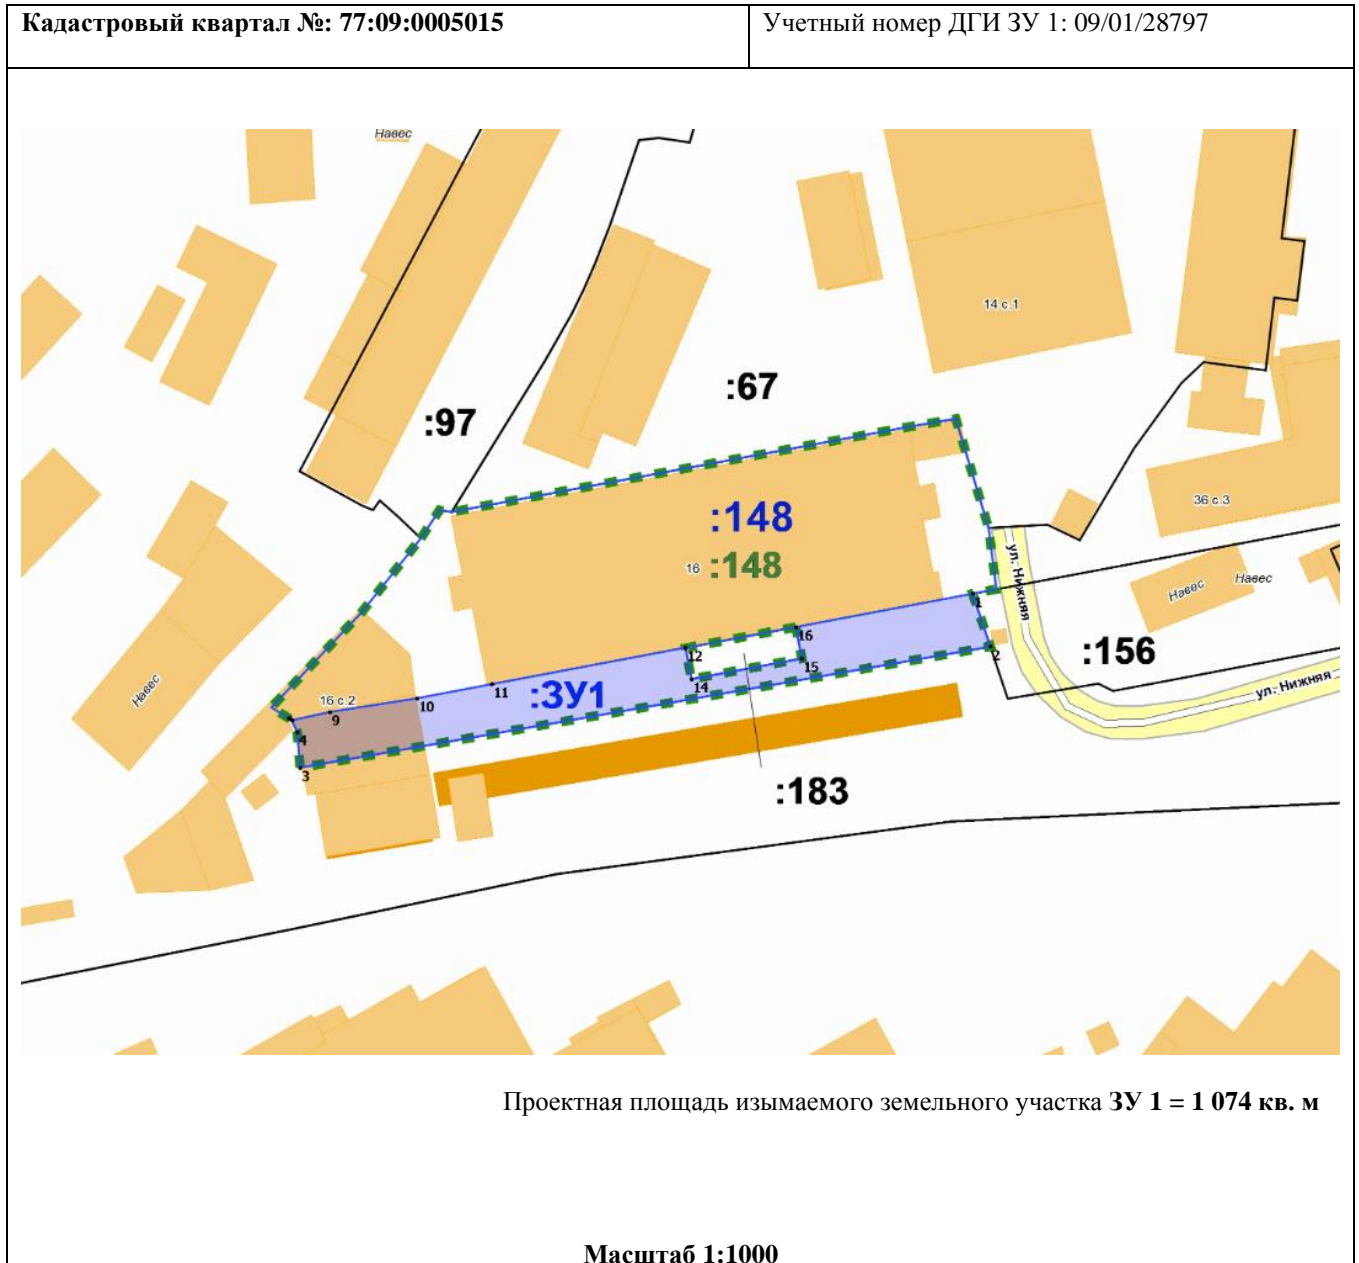 Кадастровый квартал №: 77:09:0005015
Учетный номер ДГИ ЗУ 1: 09/01/28797
Навес
14 с.1
:67
:97
36 с.3
:148
16 :148
ул. Нижняя
Навес
Навес
1
16
2
12
15
:156
14
11
:ЗУ1
10
16 с.2
9
4
3
Навес
ул. Нижняя
:183
Проектная площадь изымаемого земельного участка ЗУ 1 = 1 074 кв. м
Масштаб 1:1000